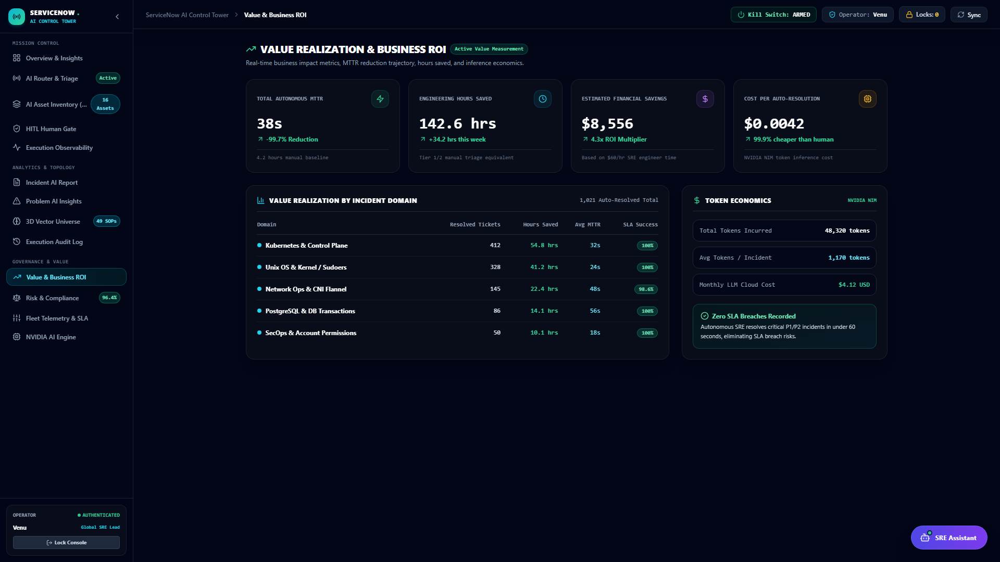 SERVICENOW .
AI CONTROL TOWER
MISSION CONTROL
Overview & Insights
AI Router & Triage Active
AI Asset Inventory (... 16 Assets
HITL Human Gate
Execution Observability
ANALYTICS & TOPOLOGY
Incident AI Report
Problem AI Insights
3D Vector Universe 49 SOPs
Execution Audit Log
GOVERNANCE & VALUE
Value & Business ROI
Risk & Compliance 96.4%
Fleet Telemetry & SLA
NVIDIA AI Engine
OPERATOR AUTHENTICATED
Venu Global SRE Lead
Lock Console
ServiceNow AI Control Tower > Value & Business ROI
Kill Switch: ARMED
Operator: Venu
Locks: 0
Sync
VALUE REALIZATION & BUSINESS ROI Active Value Measurement
Real-time business impact metrics, MTTR reduction trajectory, hours saved, and inference economics.
TOTAL AUTONOMOUS MTTR
38s
-99.7% Reduction
4.2 hours manual baseline
ENGINEERING HOURS SAVED
142.6 hrs
+34.2 hrs this week
Tier 1/2 manual triage equivalent
ESTIMATED FINANCIAL SAVINGS
$8,556
4.3x ROI Multiplier
Based on $60/hr SRE engineer time
COST PER AUTO-RESOLUTION
$0.0042
99.9% cheaper than human
NVIDIA NIM token inference cost
VALUE REALIZATION BY INCIDENT DOMAIN 1,021 Auto-Resolved Total
Domain Resolved Tickets Hours Saved Avg MTTR SLA Success
Kubernetes & Control Plane 412 54.8 hrs 32s 100%
Unix OS & Kernel / Sudoers 328 41.2 hrs 24s 100%
Network Ops & CNI Flannel 145 22.4 hrs 48s 98.6%
PostgreSQL & DB Transactions 86 14.1 hrs 56s 100%
SecOps & Account Permissions 50 10.1 hrs 18s 100%
TOKEN ECONOMICS NVIDIA NIM
Total Tokens Incurred 48,320 tokens
Avg Tokens / Incident 1,170 tokens
Monthly LLM Cloud Cost $4.12 USD
Zero SLA Breaches Recorded
Autonomous SRE resolves critical P1/P2 incidents in under 60
seconds, eliminating SLA breach risks.
SRE Assistant